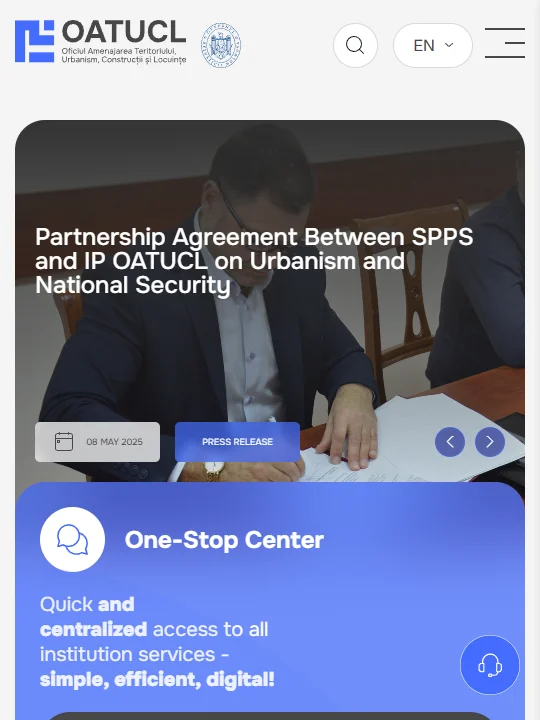 OATUCL
Oficiul Amenajarea Teritoriului,
Urbanism, Construcții și Locuințe
EN
Partnership Agreement Between SPPS
and IP OATUCL on Urbanism and
National Security
08 MAY 2025
PRESS RELEASE
One-Stop Center
Quick and
centralized access to all
institution services -
simple, efficient, digital!